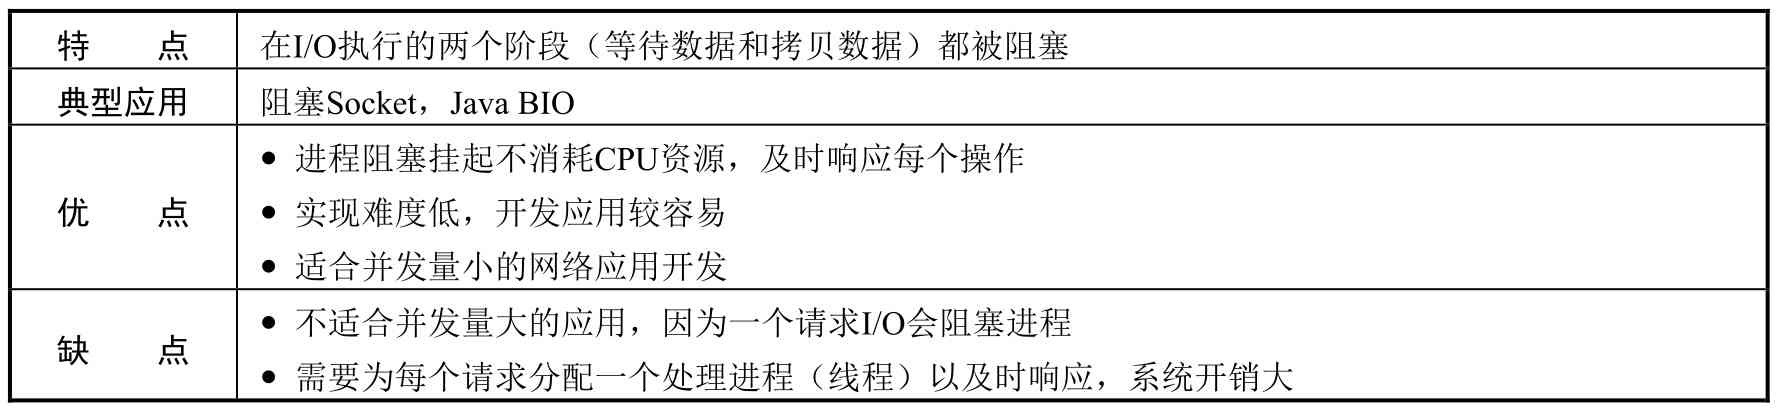 特 点 在I/O执行的两个阶段（等待数据和拷贝数据）都被阻塞
典型应用 阻塞Socket，Java BIO
优 点
● 进程阻塞挂起不消耗CPU资源，及时响应每个操作
● 实现难度低，开发应用较容易
● 适合并发量小的网络应用开发
缺 点
● 不适合并发量大的应用，因为一个请求I/O会阻塞进程
● 需要为每个请求分配一个处理进程（线程）以及时响应，系统开销大